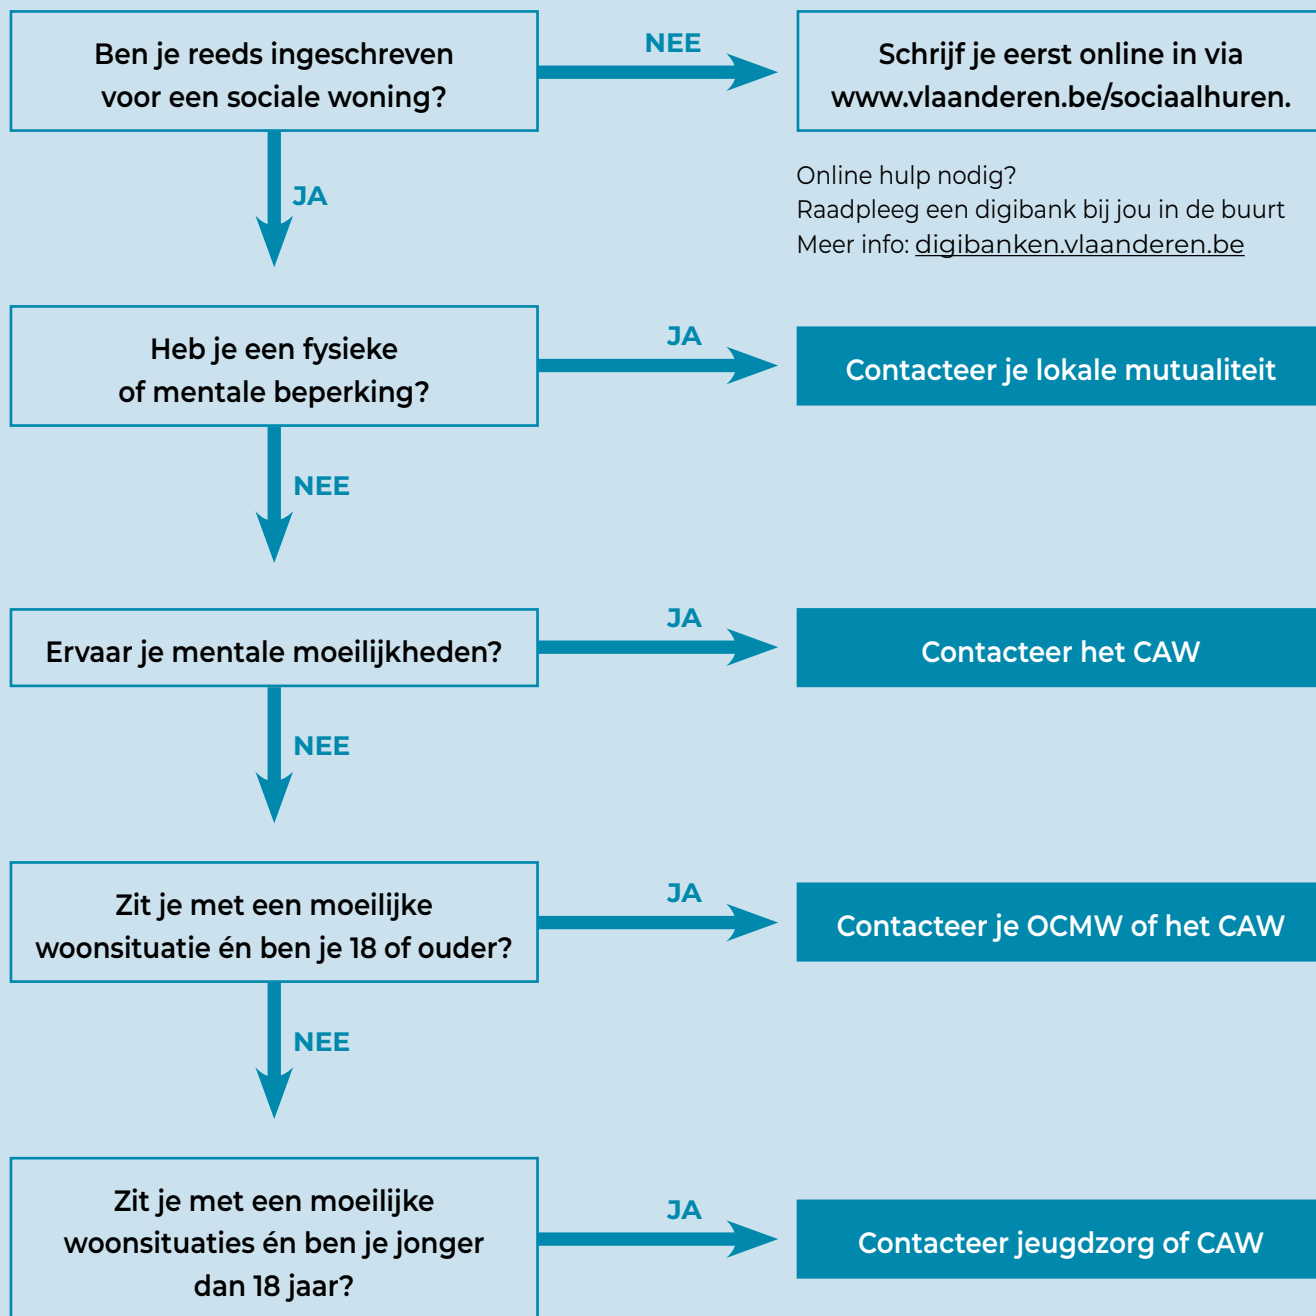 Ben je reeds ingeschreven
voor een sociale woning?
NEE
Schrijf je eerst online in via
www.vlaanderen.be/sociaalhuren.
Online hulp nodig?
Raadpleeg een digibank bij jou in de buurt
Meer info: digibanken.vlaanderen.be
JA
Heb je een fysieke
of mentale beperking?
JA
Contacteer je lokale mutualiteit
NEE
Ervaar je mentale moeilijkheden?
JA
Contacteer het CAW
NEE
Zit je met een moeilijke
woonsituatie én ben je 18 of ouder?
JA
Contacteer je OCMW of het CAW
NEE
Zit je met een moeilijke
woonsituaties én ben je jonger
dan 18 jaar?
JA
Contacteer jeugdzorg of CAW